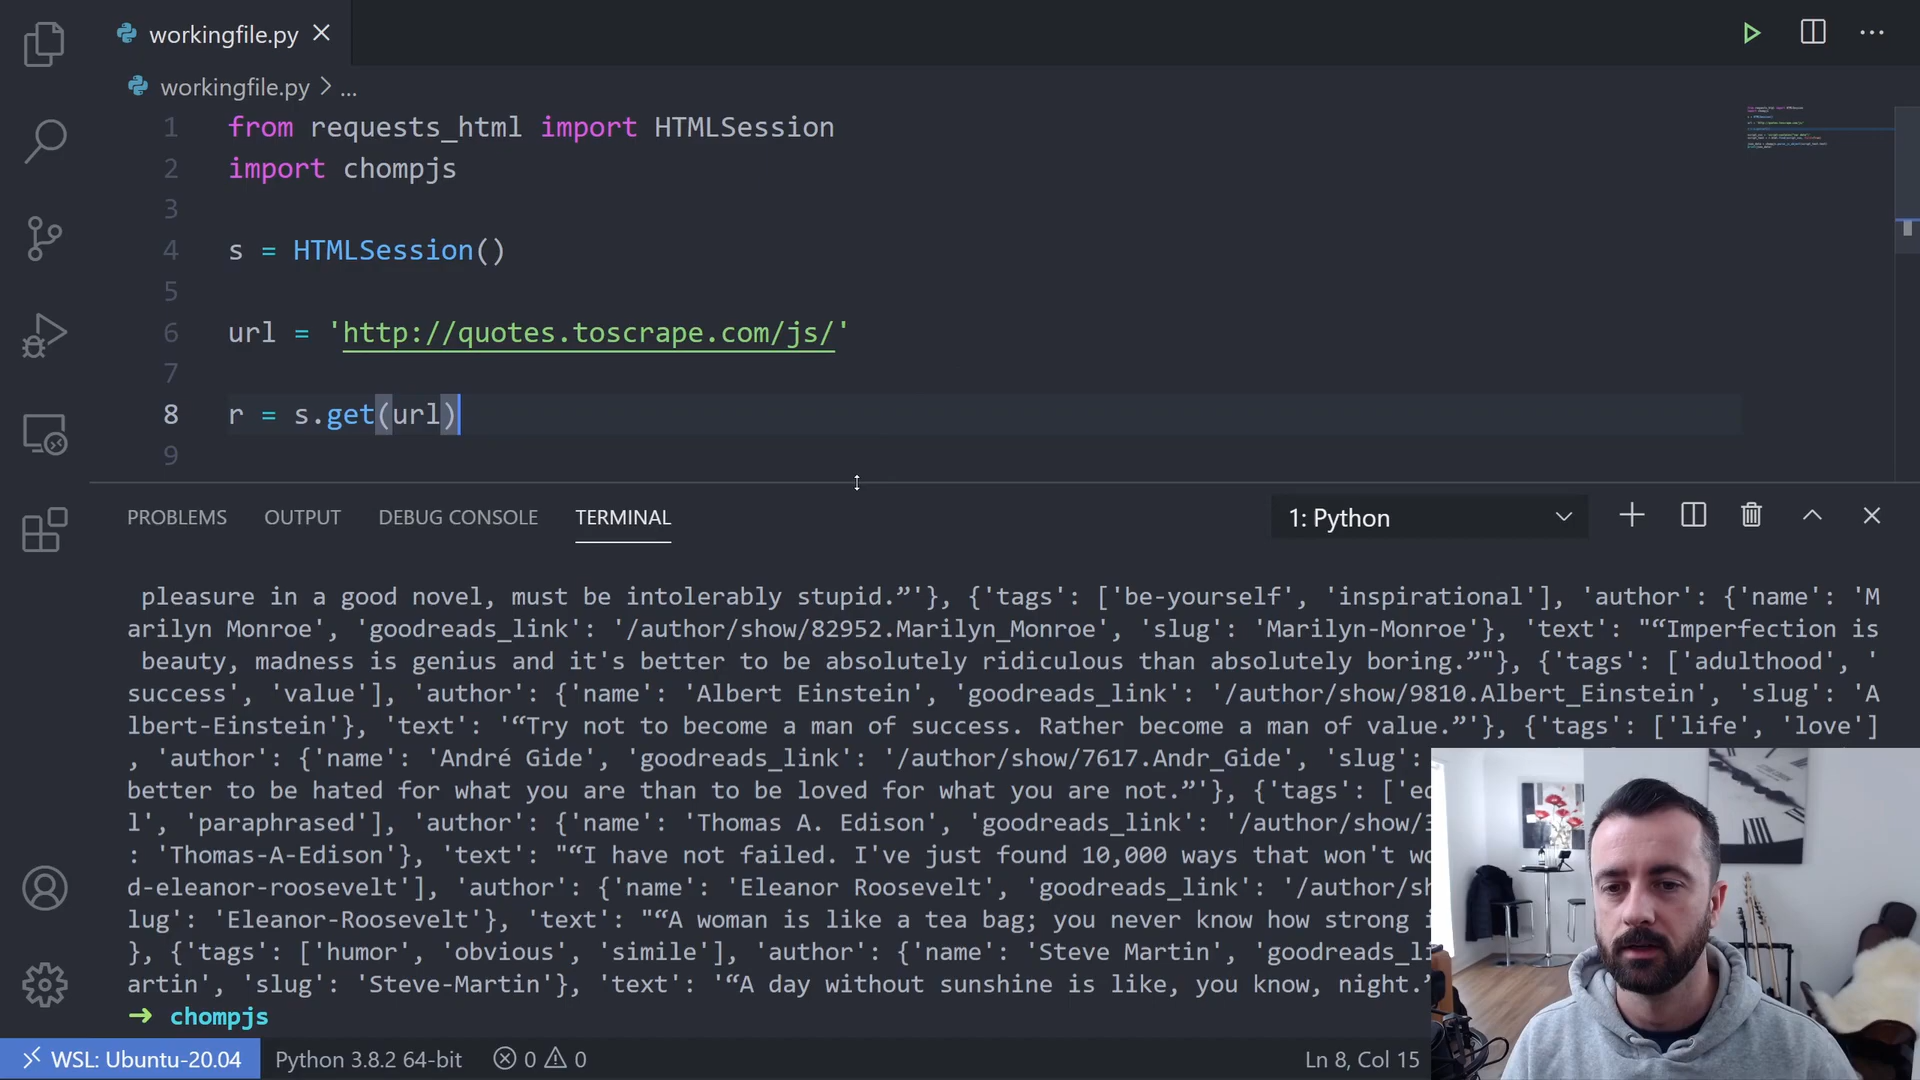 workingfile.py
workingfile.py > ...
1 from requests_html import HTMLSession
2 import chompjs
3
4 s = HTMLSession()
5
6 url = 'http://quotes.toscrape.com/js/'
7
8 r = s.get(url)
9
PROBLEMS OUTPUT DEBUG CONSOLE TERMINAL 1: Python
pleasure in a good novel, must be intolerably stupid.”'}, {'tags': ['be-yourself', 'inspirational'], 'author': {'name': 'M
arilyn Monroe', 'goodreads_link': '/author/show/82952.Marilyn_Monroe', 'slug': 'Marilyn-Monroe'}, 'text': "“Imperfection is
beauty, madness is genius and it's better to be absolutely ridiculous than absolutely boring.”"}, {'tags': ['adulthood', '
success', 'value'], 'author': {'name': 'Albert Einstein', 'goodreads_link': '/author/show/9810.Albert_Einstein', 'slug': 'A
lbert-Einstein'}, 'text': '“Try not to become a man of success. Rather become a man of value.”'}, {'tags': ['life', 'love']
, 'author': {'name': 'André Gide', 'goodreads_link': '/author/show/7617.Andr_Gide', 'slug':
better to be hated for what you are than to be loved for what you are not.”'}, {'tags': ['e
l', 'paraphrased'], 'author': {'name': 'Thomas A. Edison', 'goodreads_link': '/author/show/3
: 'Thomas-A-Edison'}, 'text': "“I have not failed. I've just found 10,000 ways that won't w
d-eleanor-roosevelt'], 'author': {'name': 'Eleanor Roosevelt', 'goodreads_link': '/author/s
lug': 'Eleanor-Roosevelt'}, 'text': "“A woman is like a tea bag; you never know how strong i
}, {'tags': ['humor', 'obvious', 'simile'], 'author': {'name': 'Steve Martin', 'goodreads_li
artin', 'slug': 'Steve-Martin'}, 'text': '“A day without sunshine is like, you know, night.”
➜ chompjs
WSL: Ubuntu-20.04 Python 3.8.2 64-bit 0 0 Ln 8, Col 15